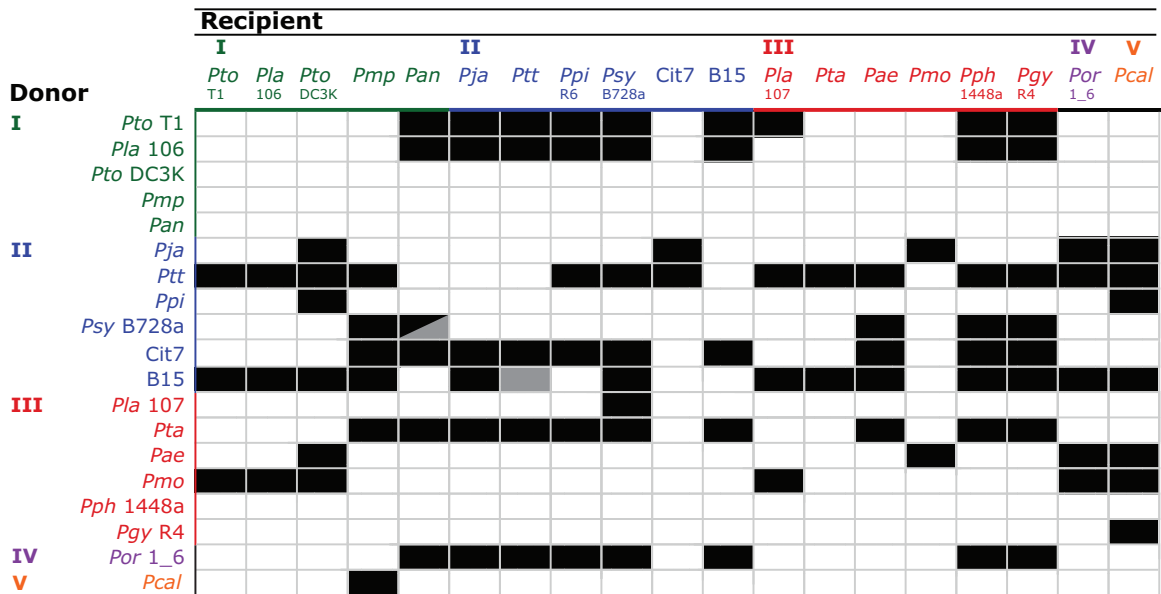 Recipient
I II III IV V
Pto Pla Pto Pmp Pan Pja Ptt Ppi Psy Cit7 B15 Pla Pta Pae Pmo Pph Pgy Por Pcal
T1 106 DC3K R6 B728a 107 1448a R4 1_6
Donor
I Pto T1
Pla 106
Pto DC3K
Pmp
Pan
II Pja
Ptt
Ppi
Psy B728a
Cit7
B15
III Pla 107
Pta
Pae
Pmo
Pph 1448a
Pgy R4
IV Por 1_6
V Pcal